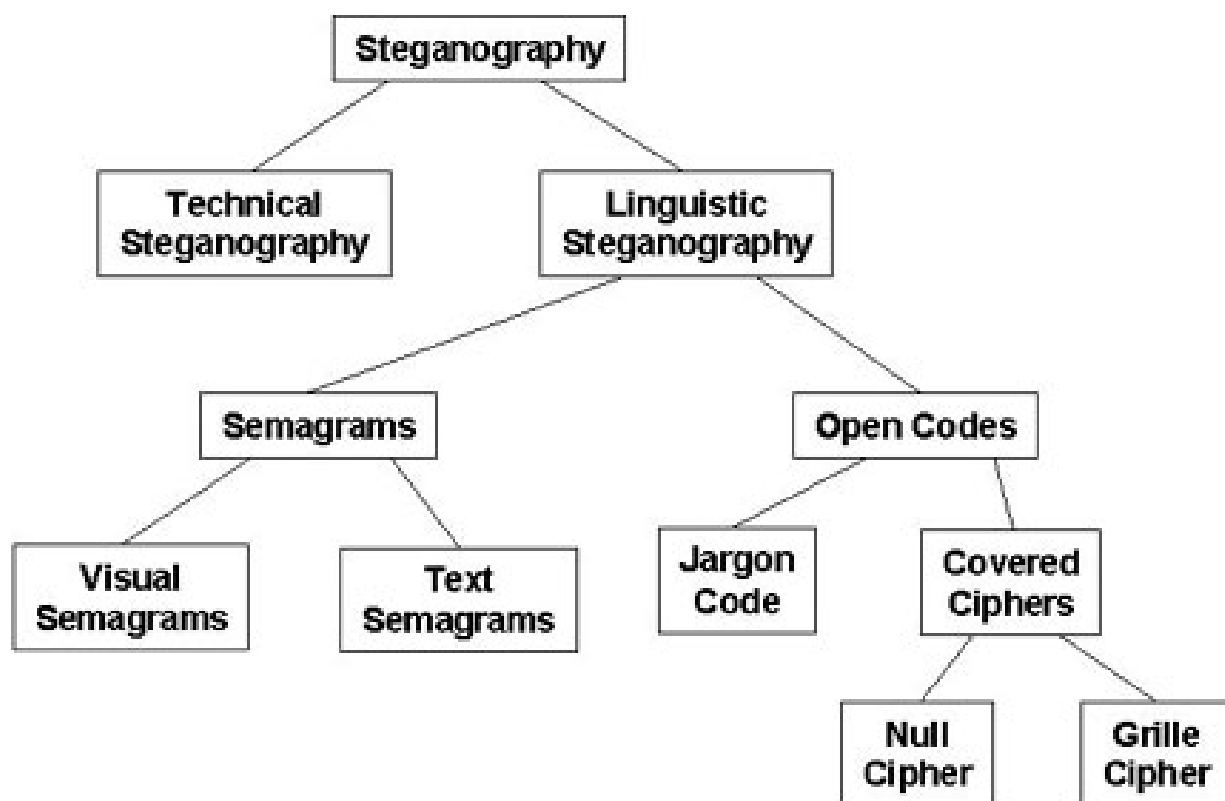 Steganography
Technical
Steganography
Linguistic
Steganography
Semagrams
Open Codes
Visual
Semagrams
Text
Semagrams
Jargon
Code
Covered
Ciphers
Null
Cipher
Grille
Cipher